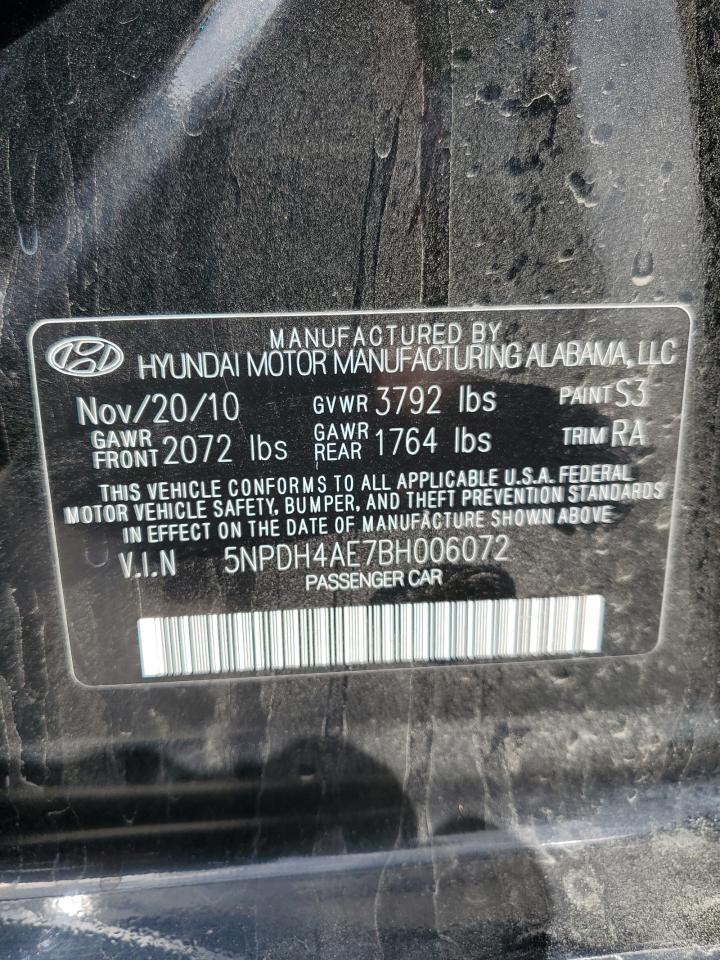 MANUFACTURED BY
HYUNDAI MOTOR MANUFACTURING ALABAMA, LLC
Nov/20/10 GVWR 3792 lbs PAINT S3
GAWR FRONT 2072 lbs GAWR REAR 1764 lbs TRIM RA
THIS VEHICLE CONFORMS TO ALL APPLICABLE U.S.A. FEDERAL
MOTOR VEHICLE SAFETY, BUMPER, AND THEFT PREVENTION STANDARDS
IN EFFECT ON THE DATE OF MANUFACTURE SHOWN ABOVE
V.I.N 5NPDH4AE7BH006072
PASSENGER CAR